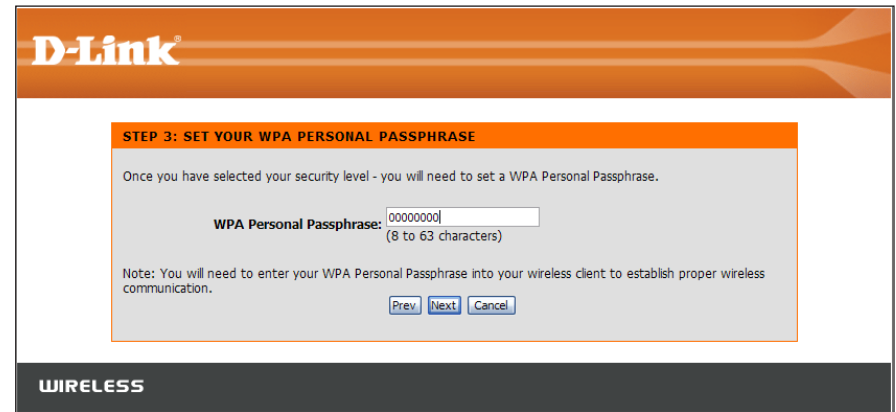 D-Link®
STEP 3: SET YOUR WPA PERSONAL PASSPHRASE
Once you have selected your security level - you will need to set a WPA Personal Passphrase.
WPA Personal Passphrase: 00000000
(8 to 63 characters)
Note: You will need to enter your WPA Personal Passphrase into your wireless client to establish proper wireless
communication.
Prev Next Cancel
WIRELESS